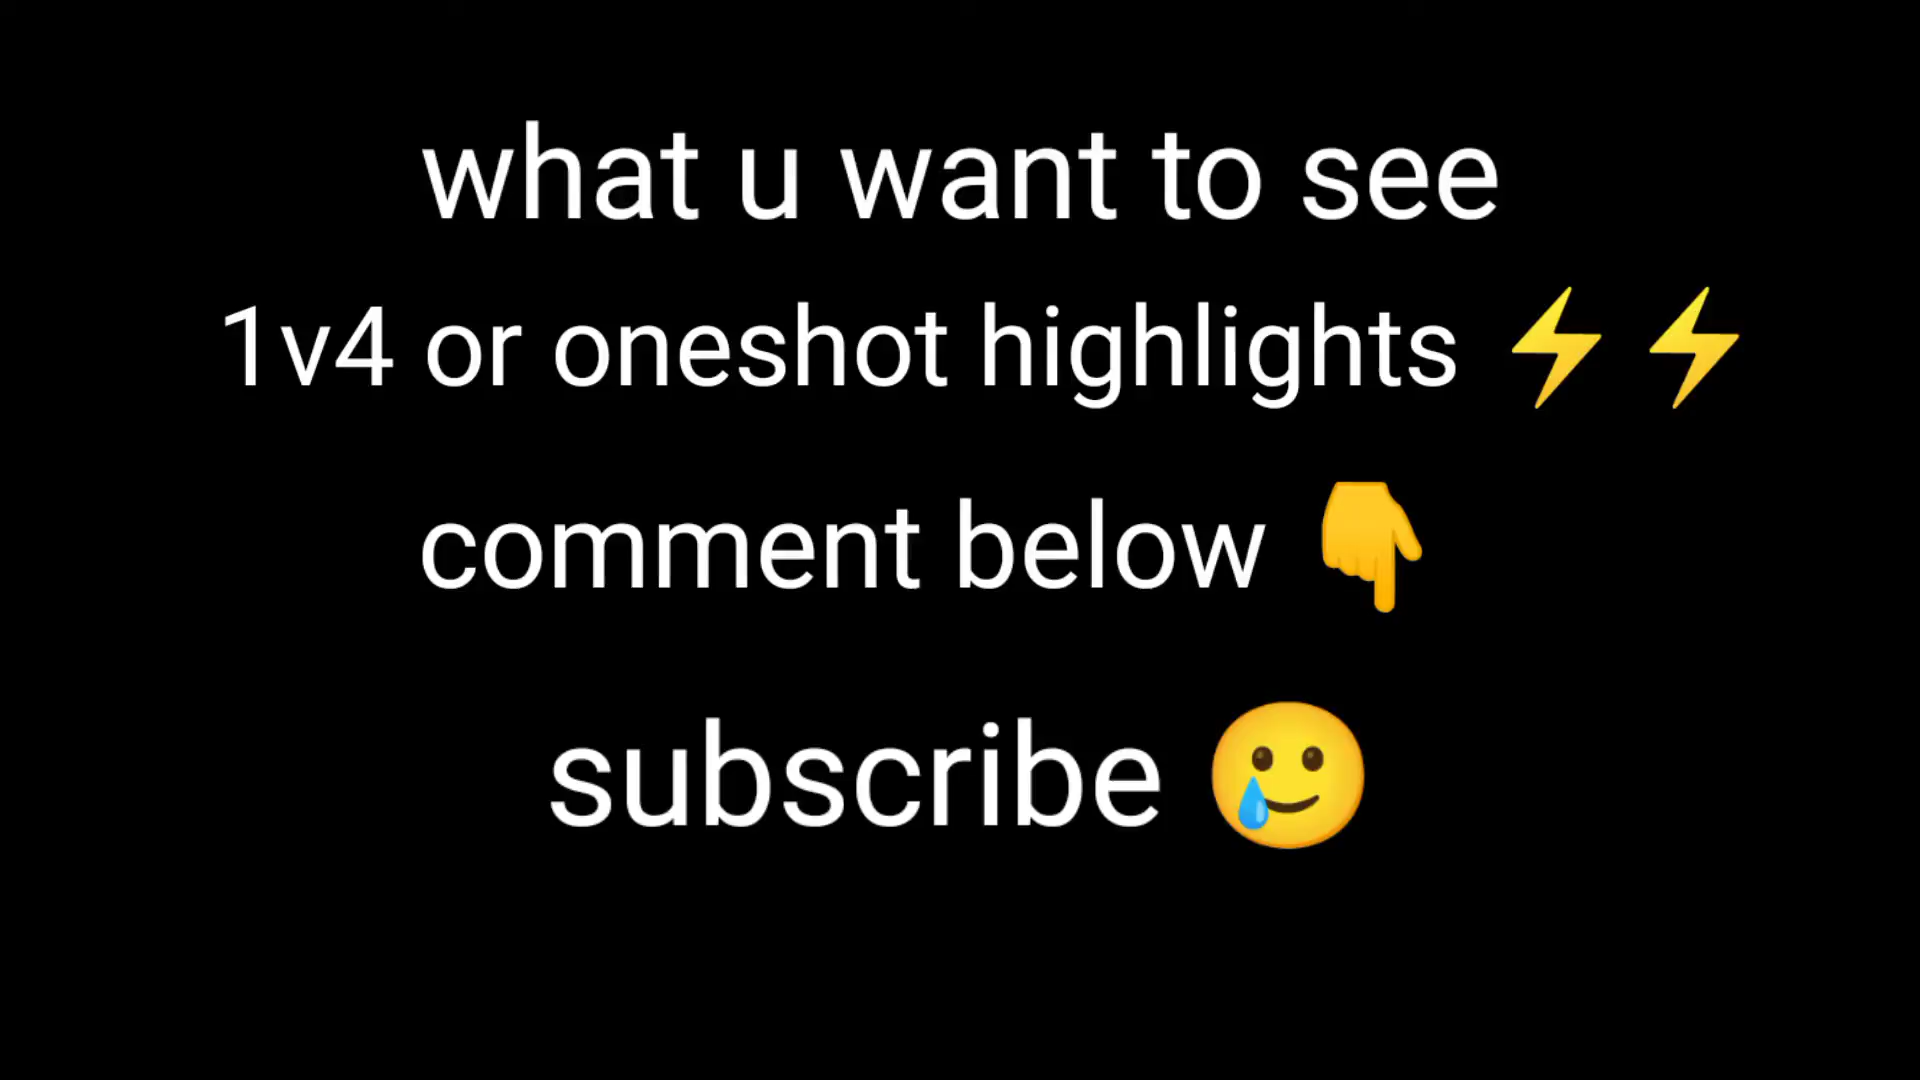 what u want to see
1v4 or oneshot highlights ⚡⚡
comment below 👇
subscribe 🥲